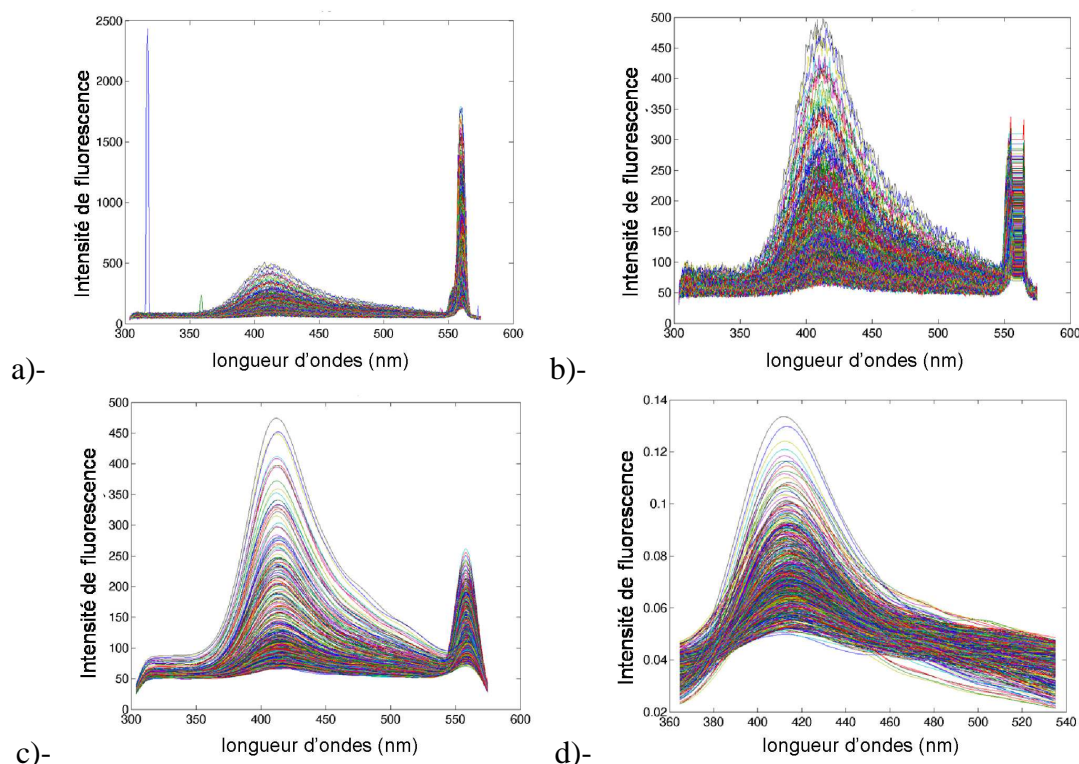 2500
2000
1500
1000
500
0
300 350 400 450 500 550 600
Intensité de fluorescence
longueur d'ondes (nm)
a)-
500
450
400
350
300
250
200
150
100
50
0
300 350 400 450 500 550 600
Intensité de fluorescence
longueur d'ondes (nm)
b)-
500
450
400
350
300
250
200
150
100
50
0
300 350 400 450 500 550 600
Intensité de fluorescence
longueur d'ondes (nm)
c)-
0.14
0.12
0.1
0.08
0.06
0.04
0.02
360 380 400 420 440 460 480 500 520 540
Intensité de fluorescence
longueur d'ondes (nm)
d)-